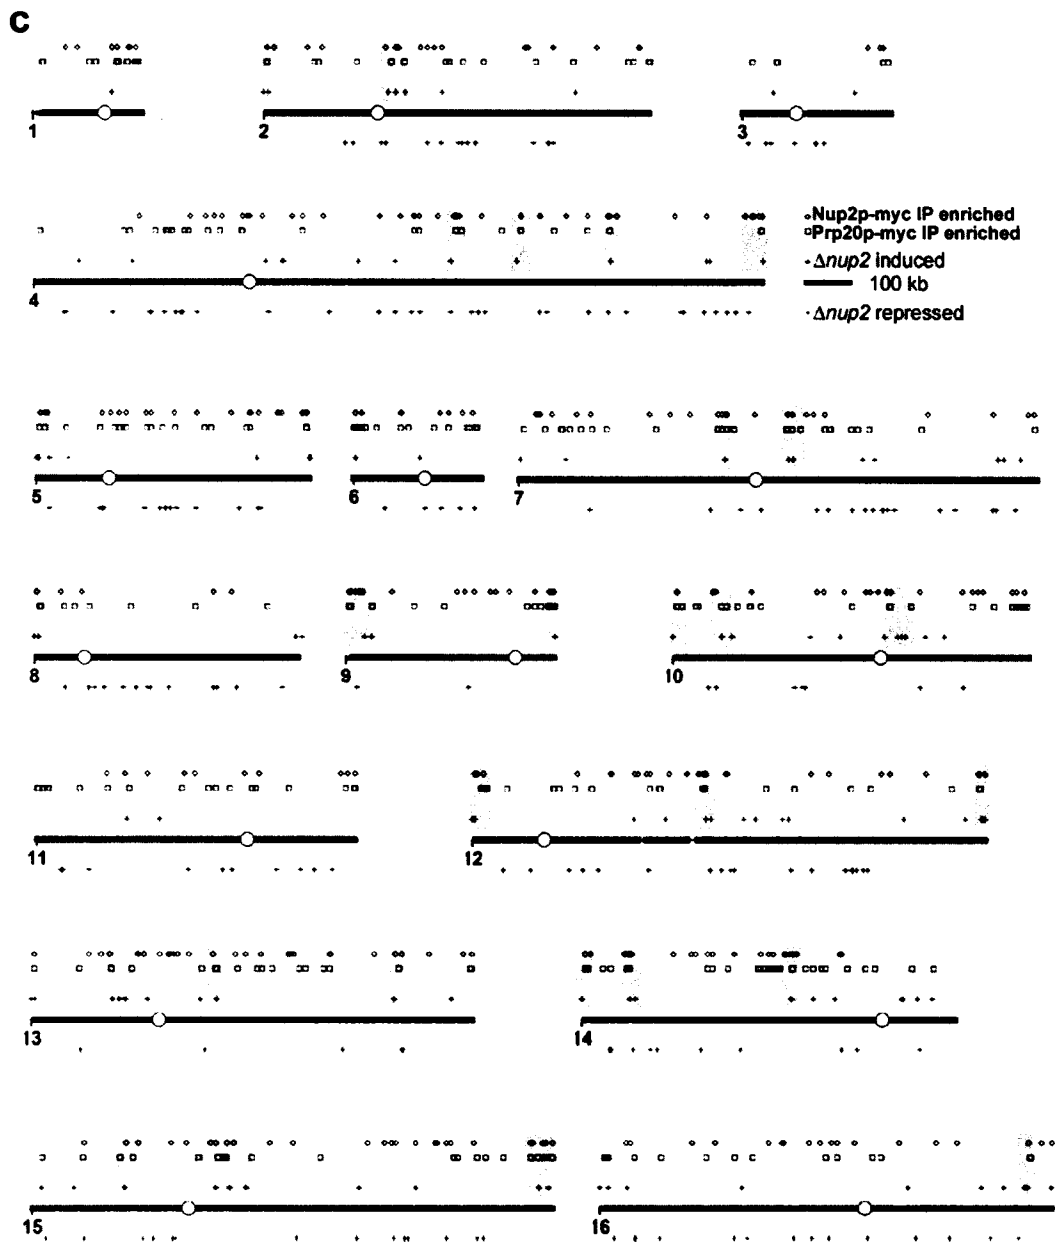 C
1 2 3
Nup2p-myc IP enriched
Prp20p-myc IP enriched
Δnup2 induced
4 100 kb
Δnup2 repressed
5 6 7
8 9 10
11 12
13 14
15 16